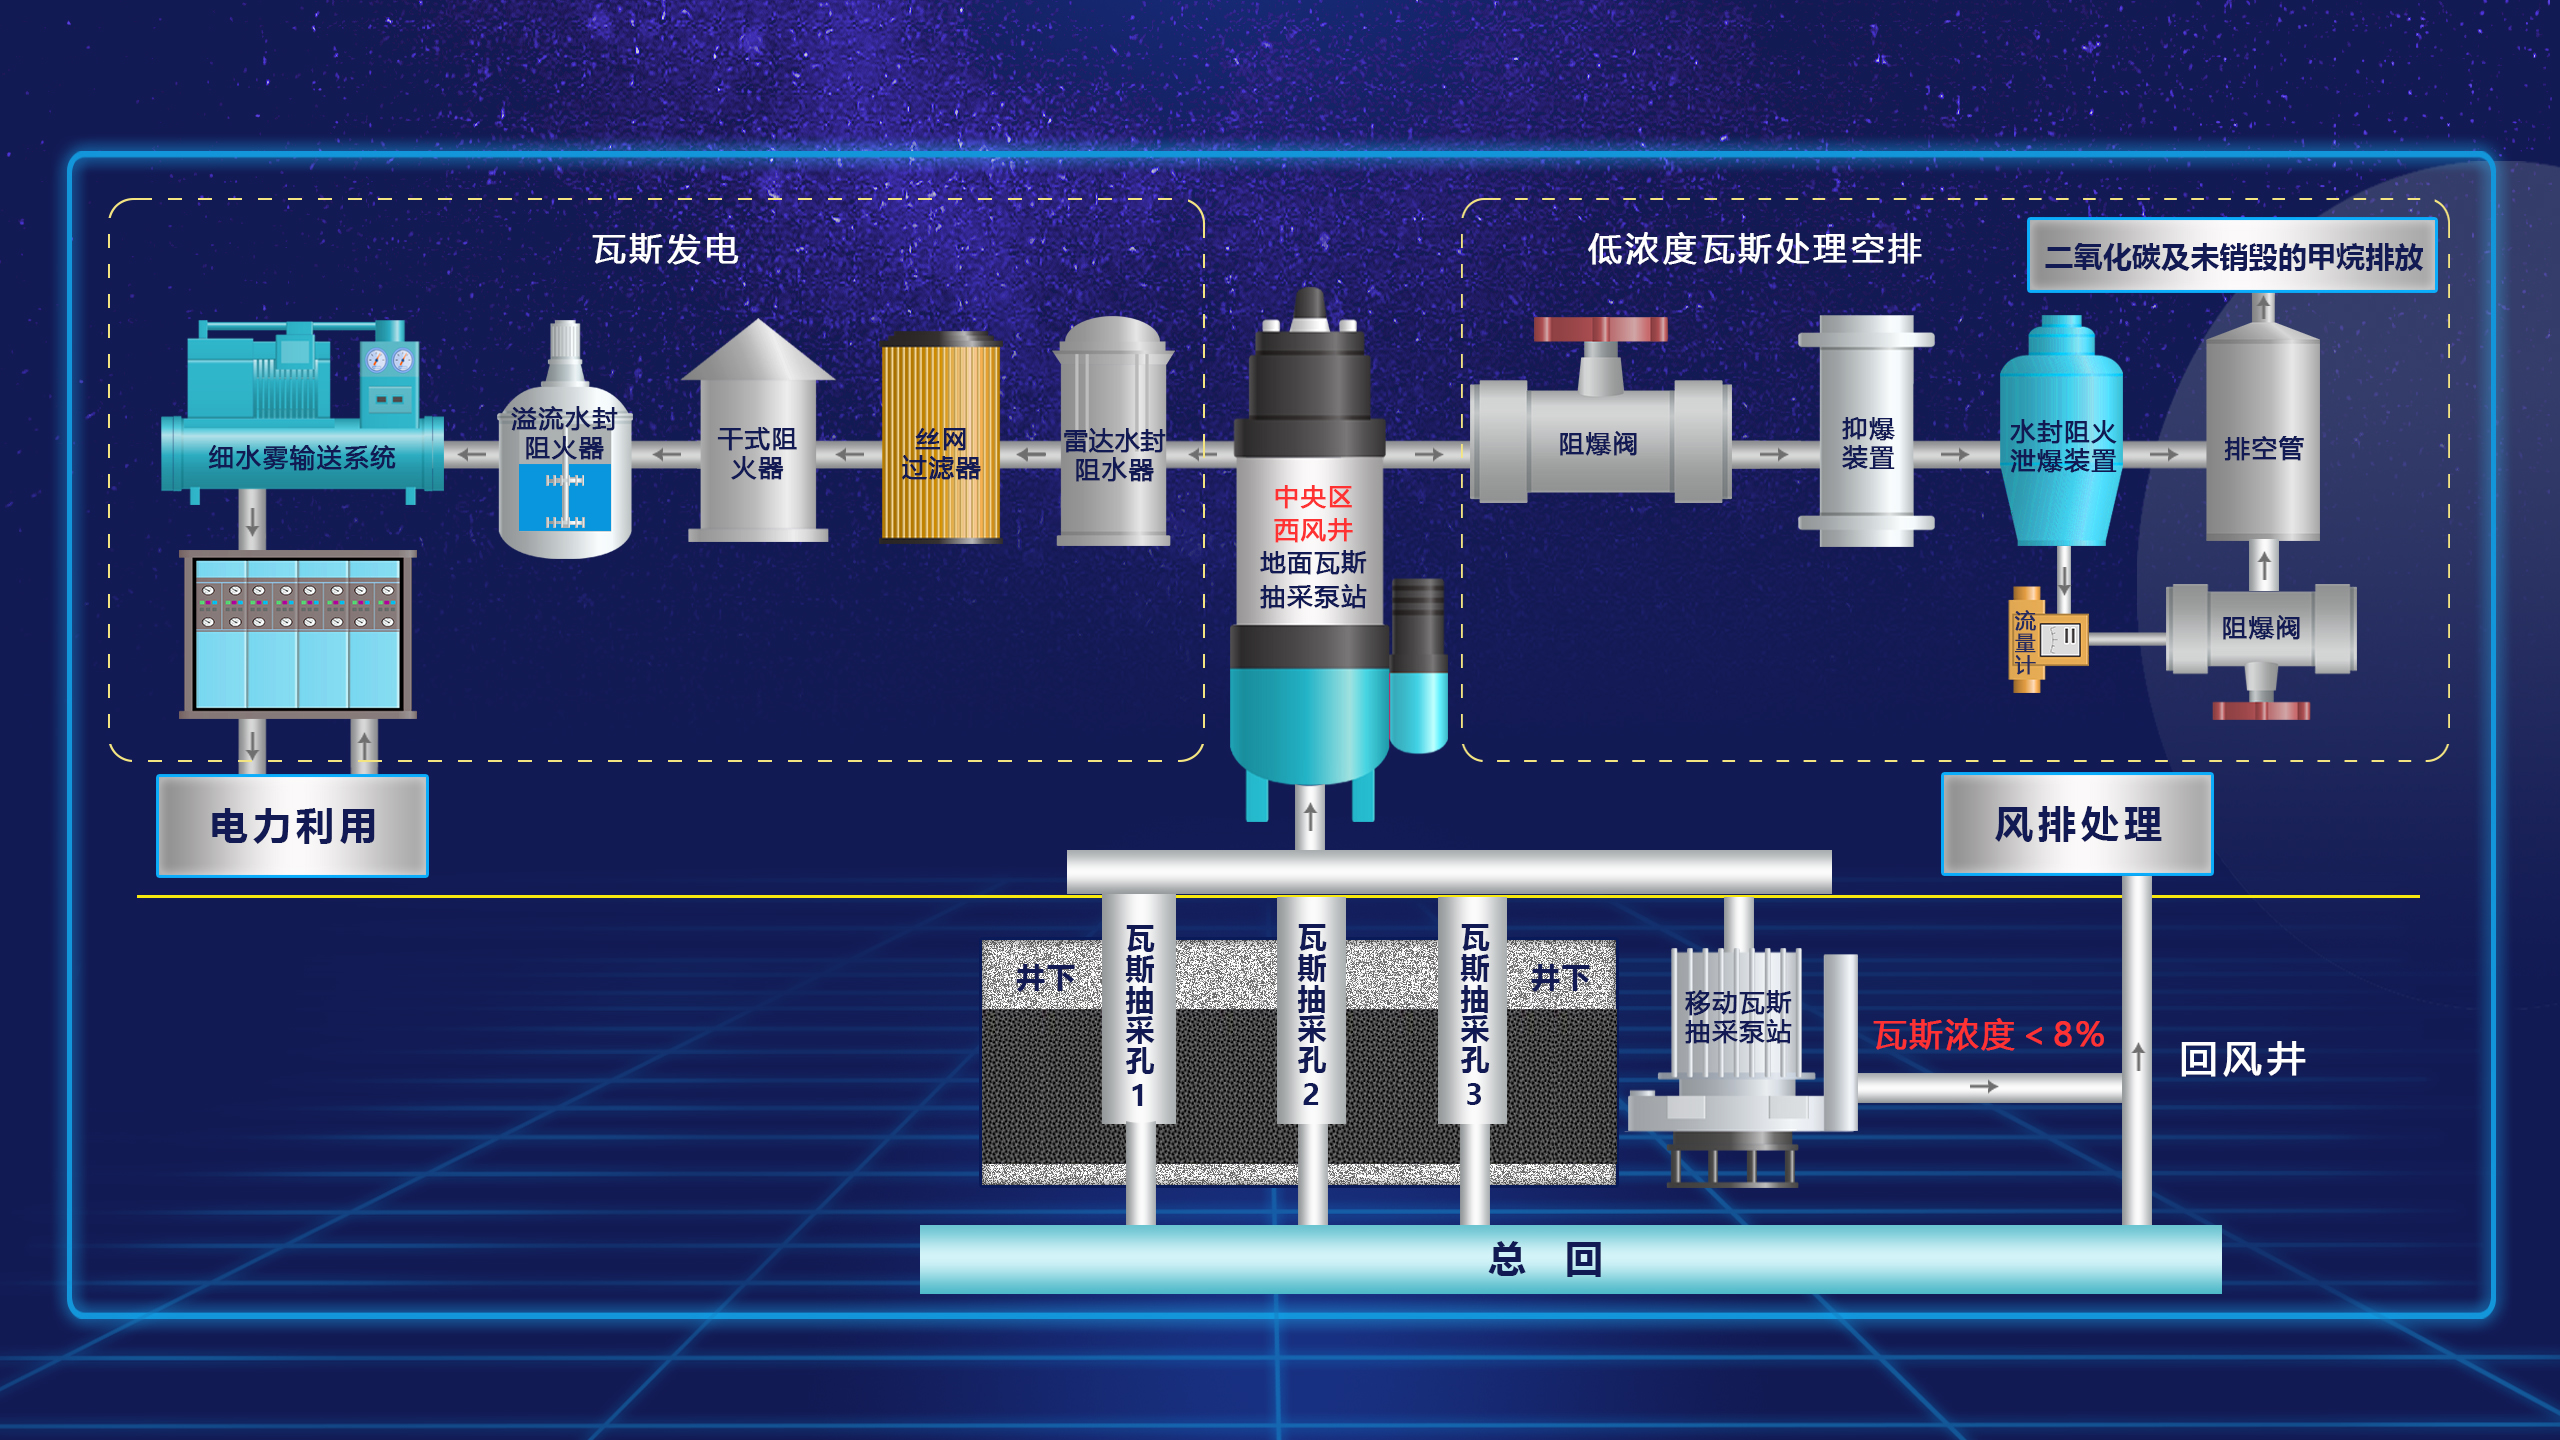 瓦斯发电
低浓度瓦斯处理空排
二氧化碳及未销毁的甲烷排放
细水雾输送系统
溢流水封
阻火器
干式阻
火器
丝网
过滤器
雷达水封
阻水器
中央区
西风井
地面瓦斯
抽采泵站
阻爆阀
抑爆
装置
水封阻火
泄爆装置
排空管
流量计
阻爆阀
电力利用
风排处理
井下
瓦斯抽采孔1
瓦斯抽采孔2
瓦斯抽采孔3
井下
移动瓦斯
抽采泵站
瓦斯浓度<8%
回风井
总 回